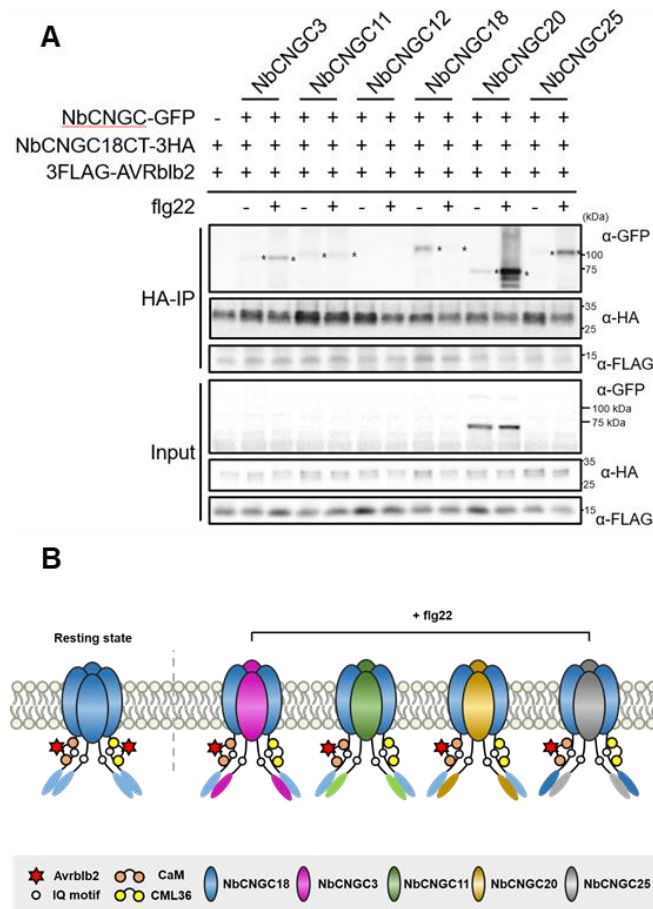 A
NbCNGC3
NbCNGC11
NbCNGC12
NbCNGC18
NbCNGC20
NbCNGC25
NbCNGC-GFP - + + + + + + + + + + + +
NbCNGC18CT-3HA + + + + + + + + + + + + +
3FLAG-AVRblb2 + + + + + + + + + + + + +
flg22 - + - + - + - + - + - +
(kDa)
α-GFP
100
75
* * * * * * * * * *
HA-IP
35
α-HA
25
15
α-FLAG
Input
α-GFP
100 kDa
75 kDa
35
α-HA
25
15
α-FLAG
B
+ flg22
Resting state
Avrblb2 CaM NbCNGC18 NbCNGC3 NbCNGC11 NbCNGC20 NbCNGC25
IQ motif CML36